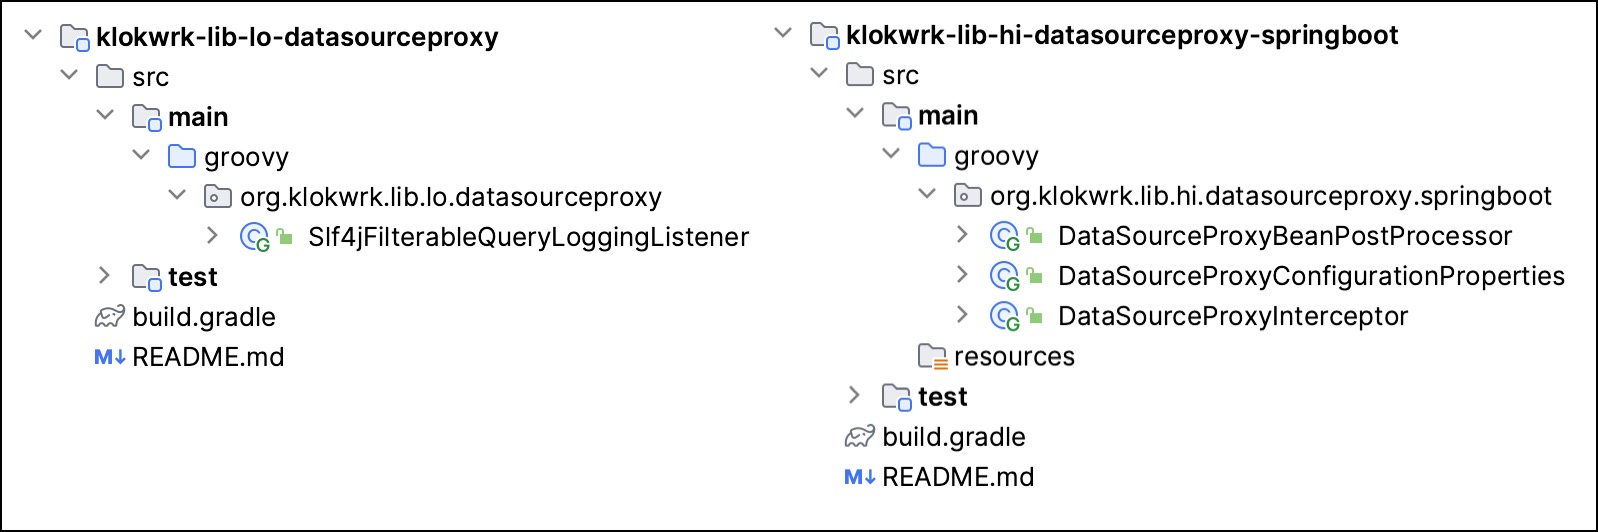 klokwrk-lib-lo-datasourceproxy
src
main
groovy
org.klokwrk.lib.lo.datasourceproxy
G Slf4jFilterableQueryLoggingListener
test
build.gradle
M↓ README.md
klokwrk-lib-hi-datasourceproxy-springboot
src
main
groovy
org.klokwrk.lib.hi.datasourceproxy.springboot
C G DataSourceProxyBeanPostProcessor
C G DataSourceProxyConfigurationProperties
C G DataSourceProxyInterceptor
resources
test
build.gradle
M↓ README.md